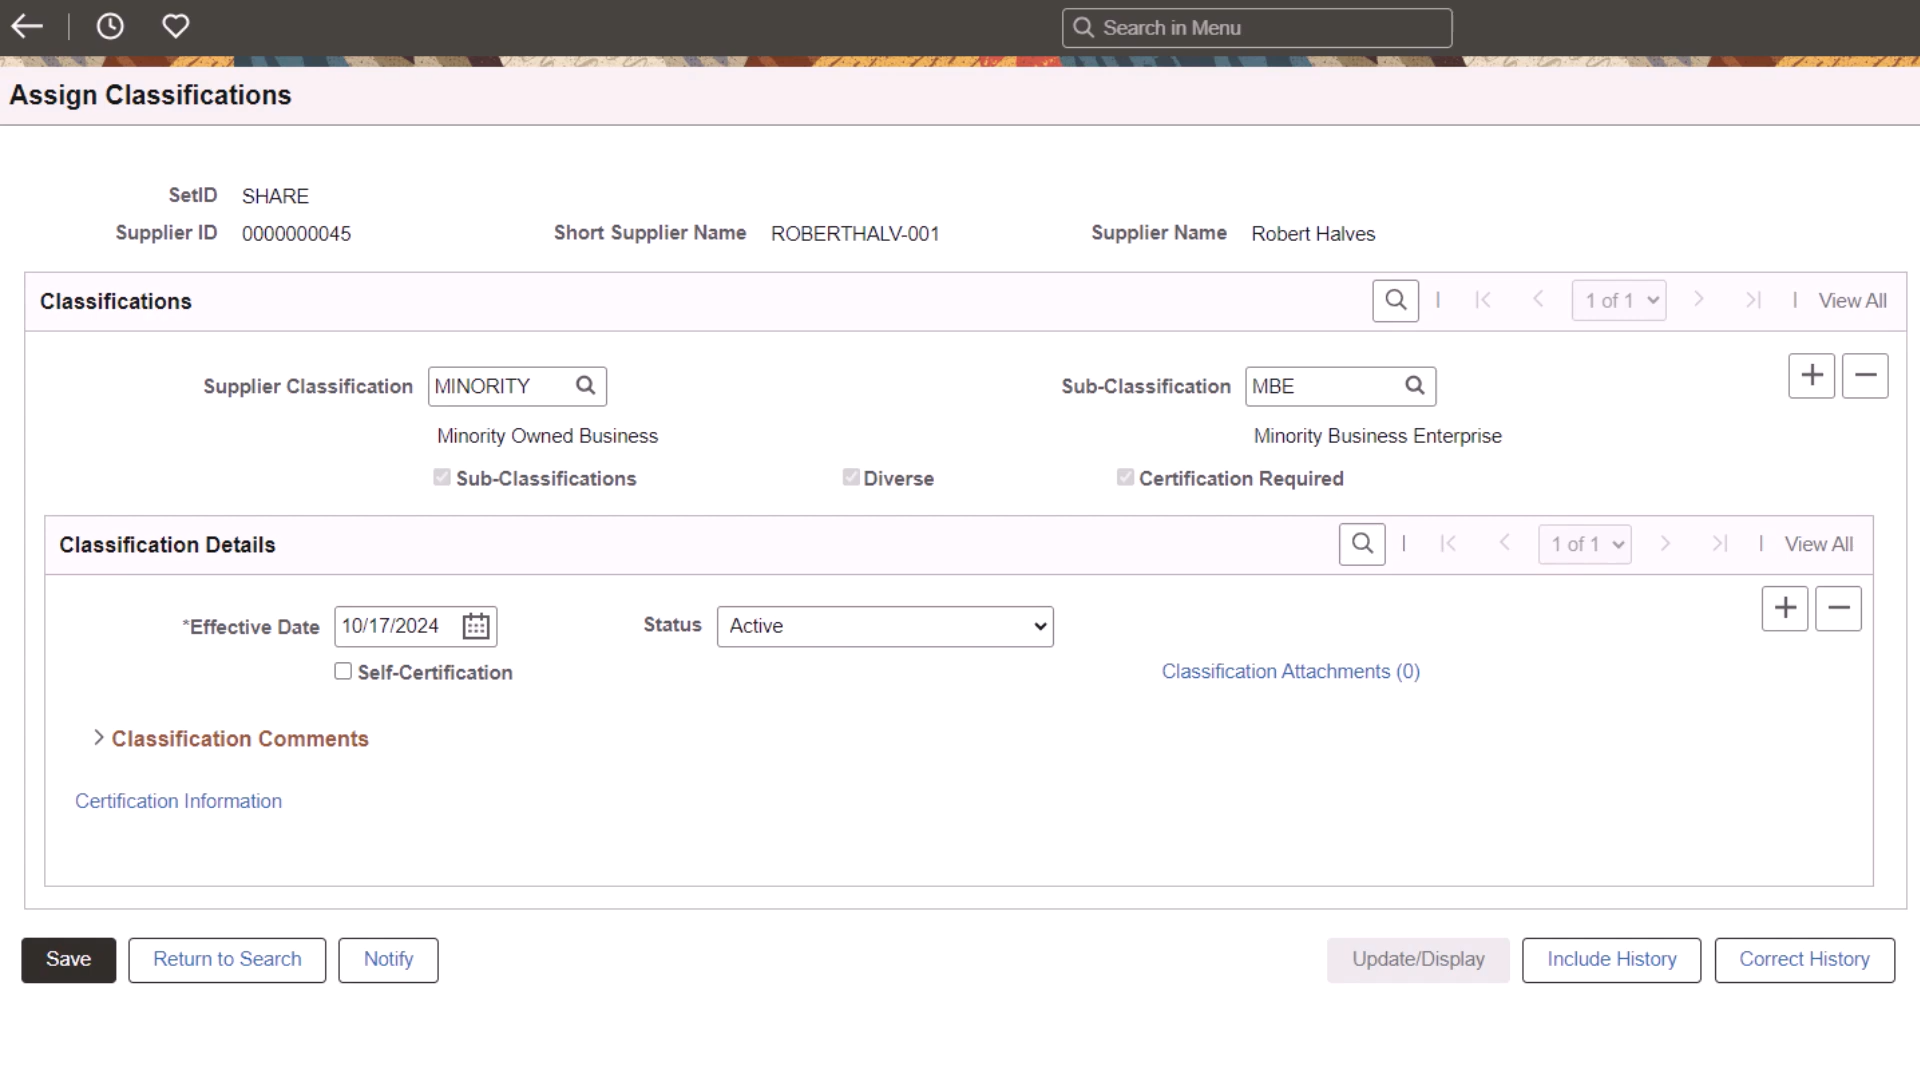 Search in Menu
Assign Classifications
SetID SHARE
Supplier ID 0000000045 Short Supplier Name ROBERTHALV-001 Supplier Name Robert Halves
Classifications 1 of 1 View All
Supplier Classification MINORITY Sub-Classification MBE
Minority Owned Business Minority Business Enterprise
Sub-Classifications Diverse Certification Required
Classification Details 1 of 1 View All
*Effective Date 10/17/2024 Status Active
Self-Certification Classification Attachments (0)
Classification Comments
Certification Information
Save Return to Search Notify Update/Display Include History Correct History